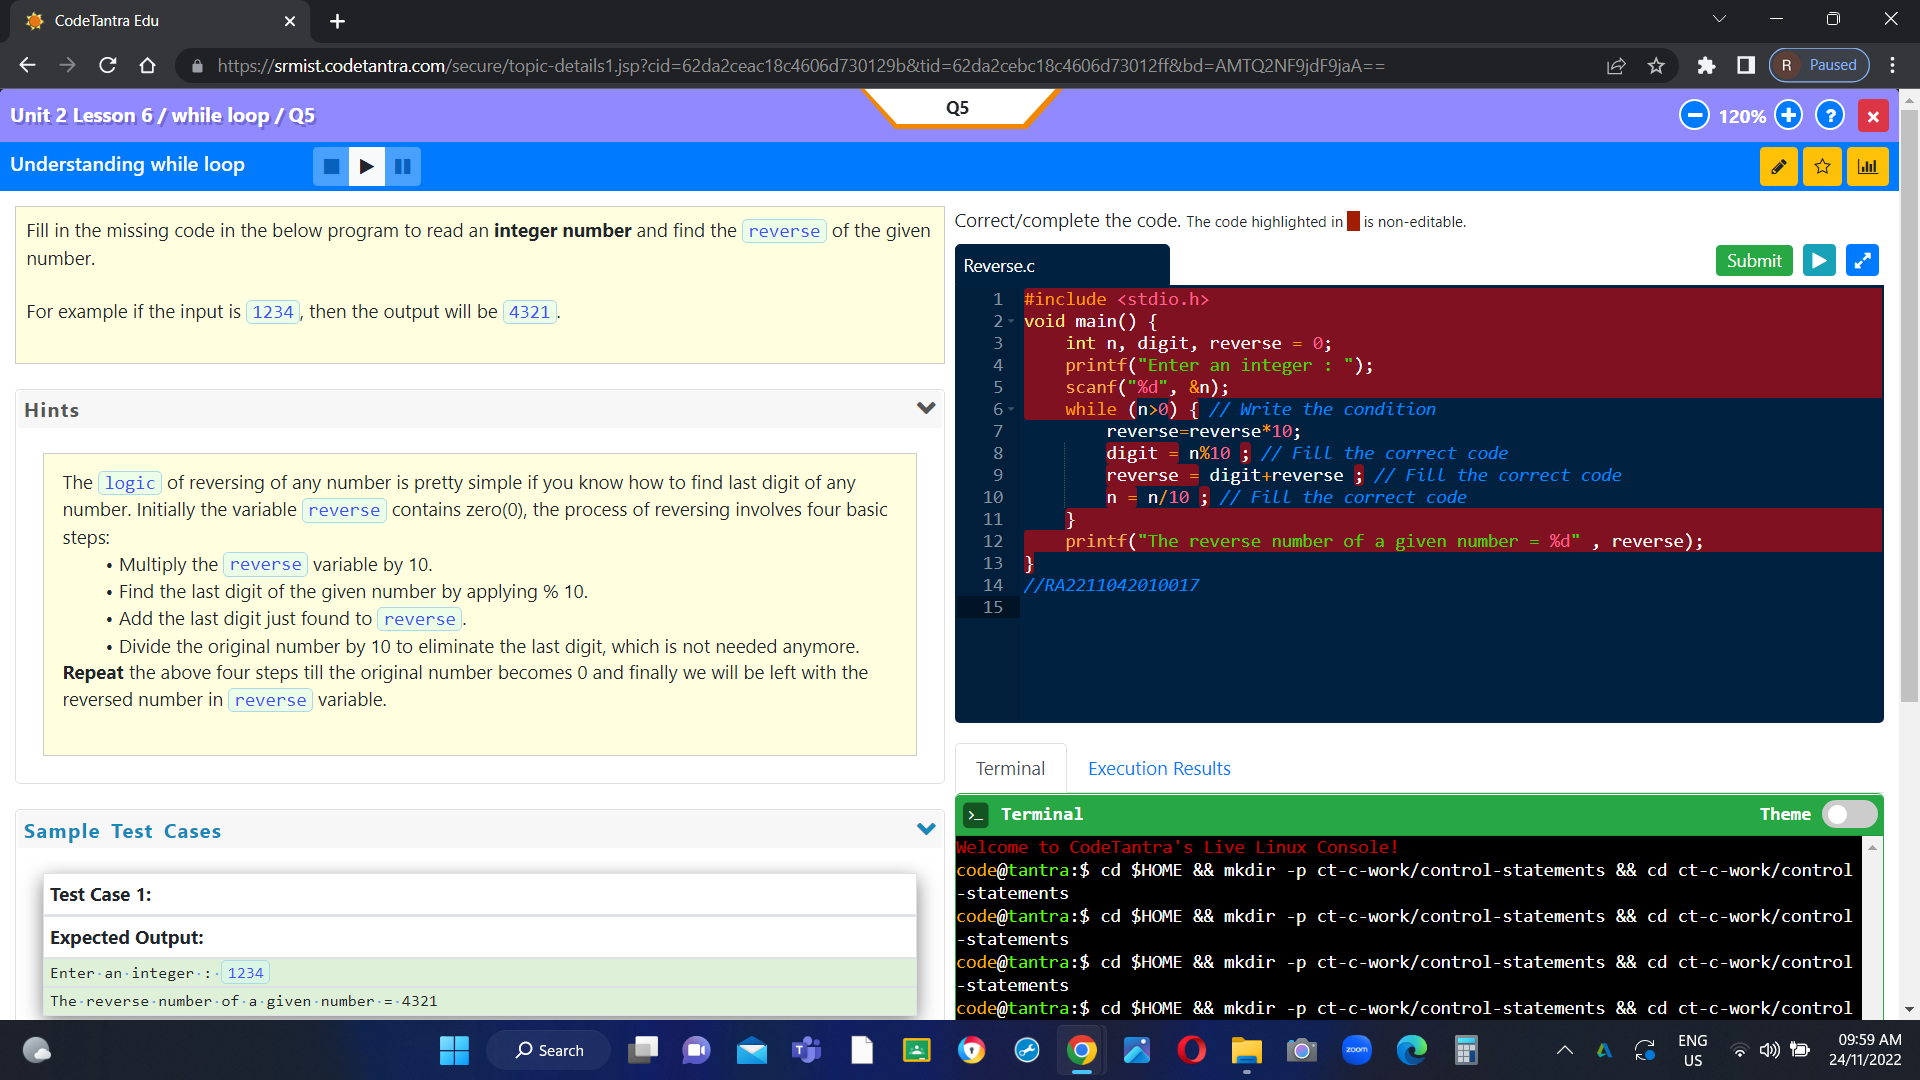 CodeTantra Edu
https://srmist.codetantra.com/secure/topic-details1.jsp?cid=62da2ceac18c4606d730129b&tid=62da2cebc18c4606d73012ff&bd=AMTQ2NF9jdF9jaA==
R Paused
Unit 2 Lesson 6 / while loop / Q5
Q5
120%
?
Understanding while loop
Fill in the missing code in the below program to read an integer number and find the reverse of the given
number.
For example if the input is 1234, then the output will be 4321.
Hints
The logic of reversing of any number is pretty simple if you know how to find last digit of any
number. Initially the variable reverse contains zero(0), the process of reversing involves four basic
steps:
• Multiply the reverse variable by 10.
• Find the last digit of the given number by applying % 10.
• Add the last digit just found to reverse.
• Divide the original number by 10 to eliminate the last digit, which is not needed anymore.
Repeat the above four steps till the original number becomes 0 and finally we will be left with the
reversed number in reverse variable.
Sample Test Cases
Test Case 1:
Expected Output:
Enter·an·integer·:·1234
The·reverse·number·of·a·given·number·=·4321
Correct/complete the code. The code highlighted in is non-editable.
Reverse.c
Submit
1 #include <stdio.h>
2 void main() {
3 int n, digit, reverse = 0;
4 printf("Enter an integer : ");
5 scanf("%d", &n);
6 while (n>0) { // Write the condition
7 reverse=reverse*10;
8 digit = n%10 ; // Fill the correct code
9 reverse = digit+reverse ; // Fill the correct code
10 n = n/10 ; // Fill the correct code
11 }
12 printf("The reverse number of a given number = %d" , reverse);
13 }
14 //RA2211042010017
15
Terminal
Execution Results
>_ Terminal
Theme
Welcome to CodeTantra's Live Linux Console!
code@tantra:$ cd $HOME && mkdir -p ct-c-work/control-statements && cd ct-c-work/control
-statements
code@tantra:$ cd $HOME && mkdir -p ct-c-work/control-statements && cd ct-c-work/control
-statements
code@tantra:$ cd $HOME && mkdir -p ct-c-work/control-statements && cd ct-c-work/control
-statements
code@tantra:$ cd $HOME && mkdir -p ct-c-work/control-statements && cd ct-c-work/control
Search
zoom
ENG
US
09:59 AM
24/11/2022